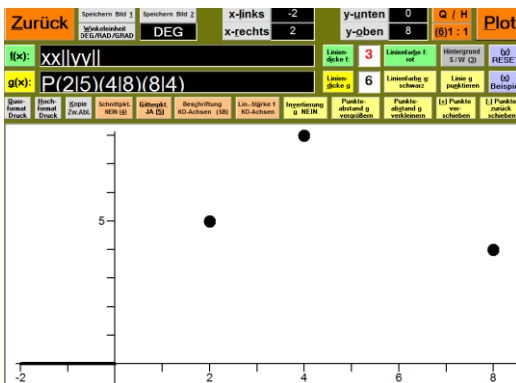 Zurück
Speichern Bild 1
Speichern Bild 2
Winkeleinheit DEG/RAD/GRAD
DEG
x-links -2
x-rechts 2
y-unten 0
y-oben 8
Q / H
(6)1 : 1
Plot
f(x): xx||vv||
Linien-dicke f: 3
Linienfarbe f: rot
Hintergrund S / W (3)
(y) RESET
g(x): P(2|5)(4|8)(8|4)
Linien-dicke g 6
Linienfarbe g: schwarz
Linie g punktieren
(x) Beispiel
Quer-format Druck
Hoch-format Druck
Kopie Zw.Abl.
Schnittpkt. NEIN (4)
Gitterpkt. JA (5)
Beschriftung KO-Achsen (SB)
Lin.-Stärke 1 KO-Achsen
Invertierung g NEIN
Punkte-abstand g vergrößern
Punkte-abstand g verkleinern
(+) Punkte ver-schieben
(-) Punkte zurück schieben
5
-2 2 4 6 8